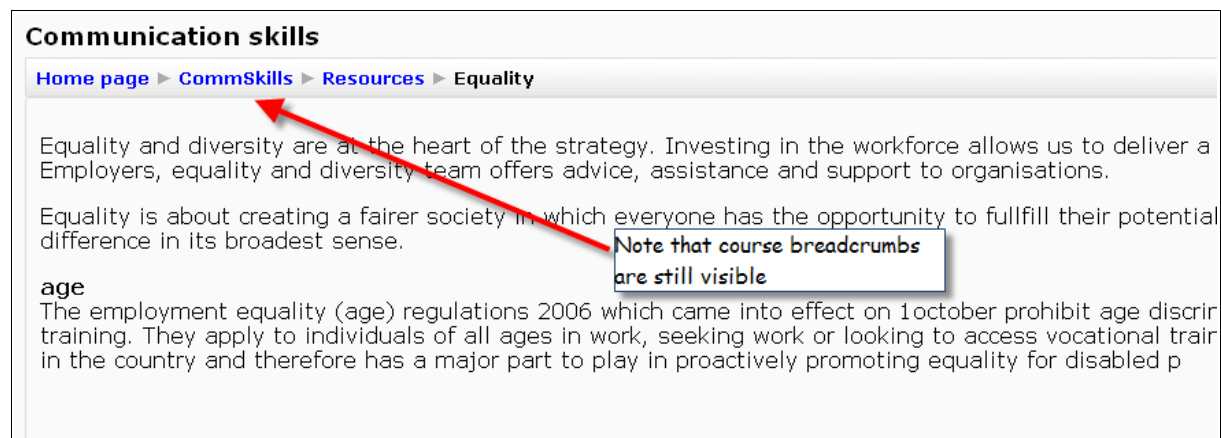 Communication skills
Home page ► CommSkills ► Resources ► Equality
Equality and diversity are at the heart of the strategy. Investing in the workforce allows us to deliver a
Employers, equality and diversity team offers advice, assistance and support to organisations.
Equality is about creating a fairer society in which everyone has the opportunity to fullfill their potential
difference in its broadest sense.
Note that course breadcrumbs
are still visible
age
The employment equality (age) regulations 2006 which came into effect on 1october prohibit age discrir
training. They apply to individuals of all ages in work, seeking work or looking to access vocational trair
in the country and therefore has a major part to play in proactively promoting equality for disabled p